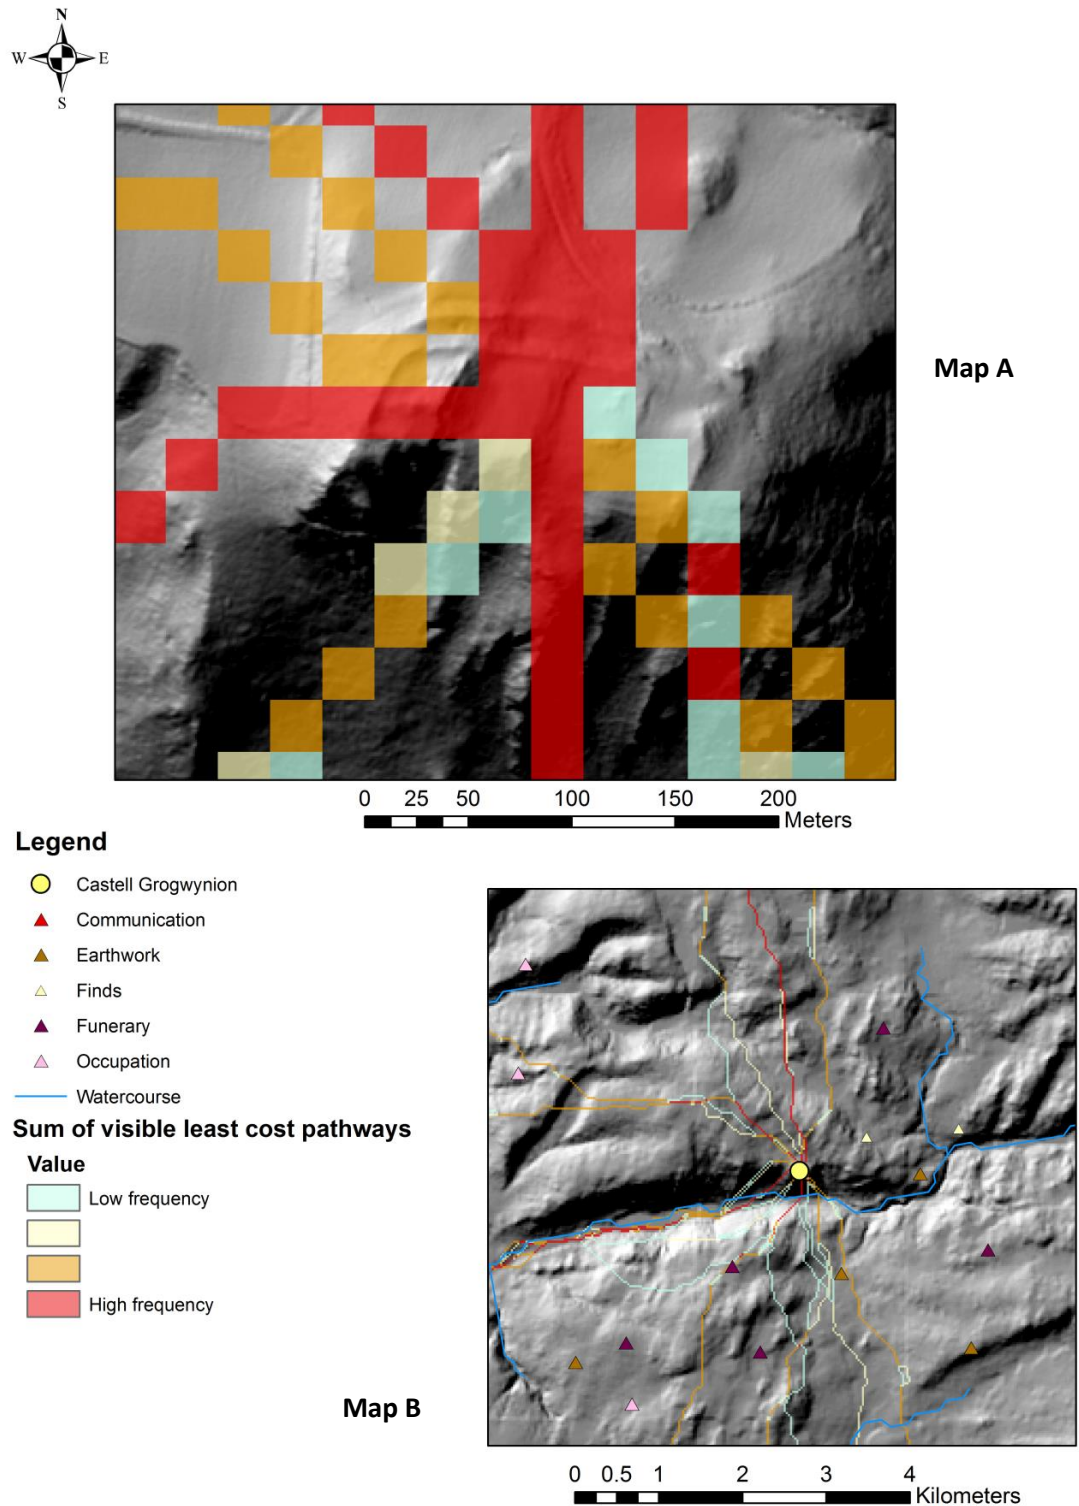 N
W E
S
Map A
0 25 50 100 150 200
Meters
Legend
Castell Grogwynion
Communication
Earthwork
Finds
Funerary
Occupation
Watercourse
Sum of visible least cost pathways
Value
Low frequency
High frequency
Map B
0 0.5 1 2 3 4
Kilometers